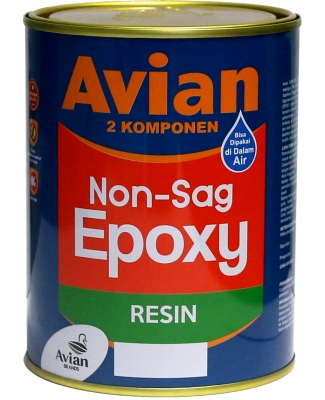 Avian
2 KOMPONEN
Bisa
Dipakai
di Dalam
Air
Non-Sag
Epoxy
RESIN
Avian
BRANDS